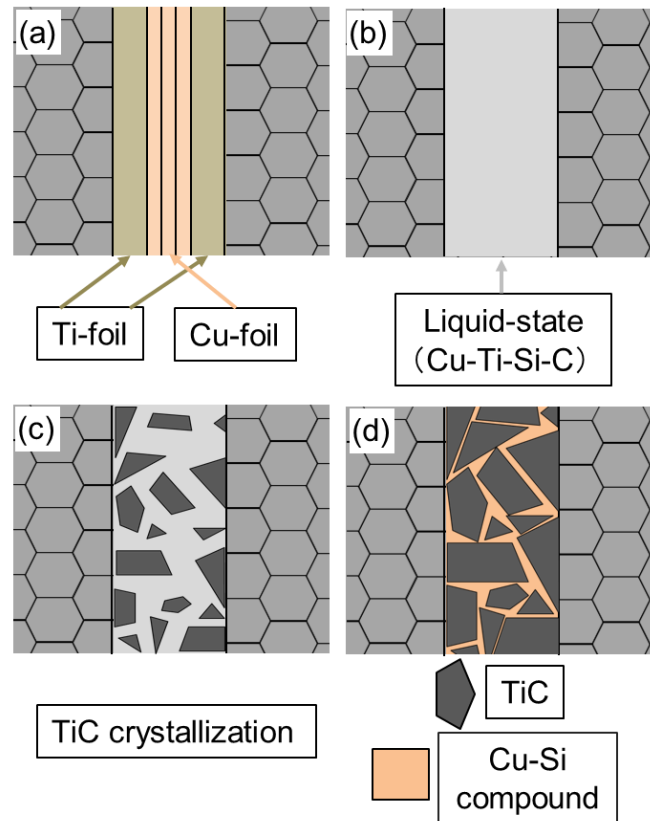 (a)
(b)
Ti-foil
Cu-foil
Liquid-state
（Cu-Ti-Si-C）
(c)
(d)
TiC crystallization
TiC
Cu-Si
compound